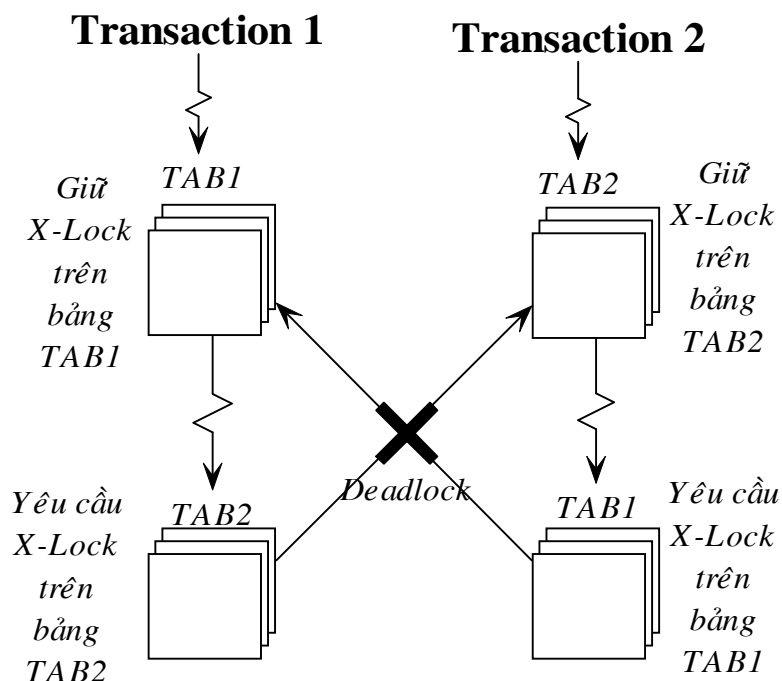 Transaction 1
Transaction 2
TAB1
Giữ
X-Lock
trên
bảng
TAB1
TAB2
Giữ
X-Lock
trên
bảng
TAB2
Deadlock
Yêu cầu
X-Lock
trên
bảng
TAB2
TAB2
TAB1
Yêu cầu
X-Lock
trên
bảng
TAB1